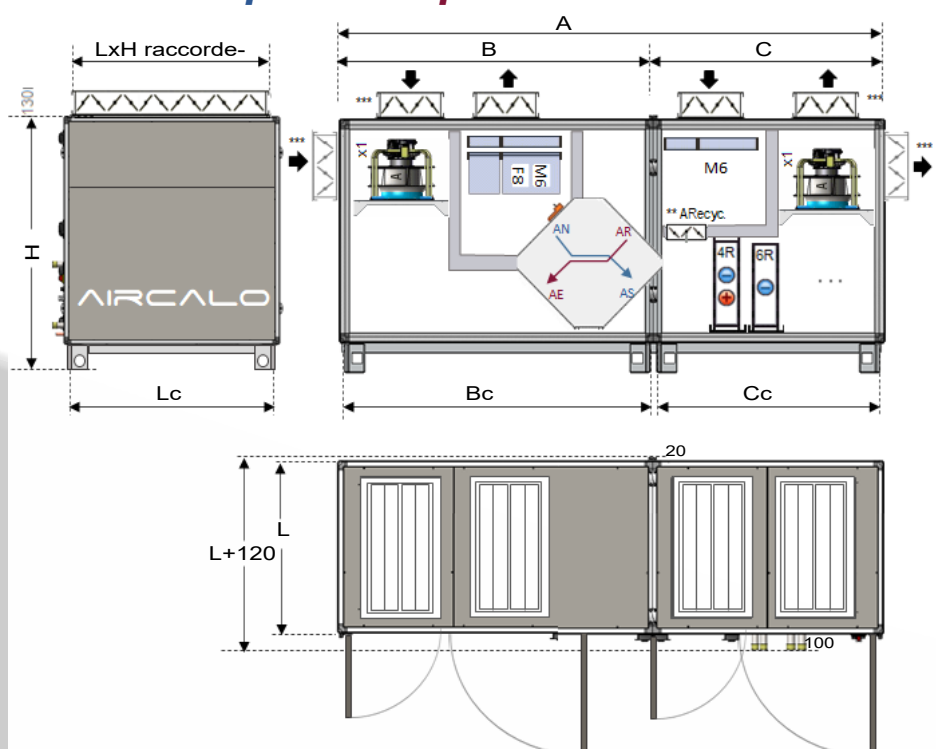 A
LxH raccorde-
B
C
130
***
***
***
***
x1
M6
F8
M6
x1
** ARecyc.
AN
AR
AE
AS
4R
6R
...
H
AIRCALO
Lc
Bc
Cc
20
L
L+120
100